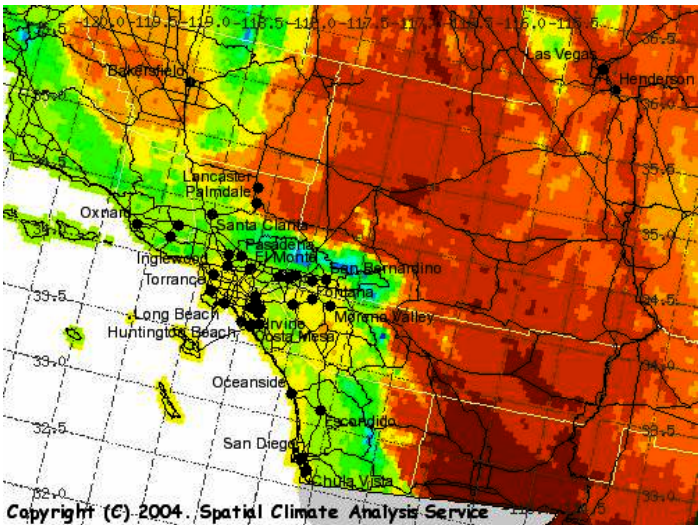 -120.0 -119.5 -119.0 -118.5 -118.0 -117.5 -116.0 -115.5
Las Vegas
Henderson
Bakersfield
36.0
35.5
Lancaster
Palmdale
Oxnard
Santa Clarita
35.0
Pasadena
El Monte
Inglewood
San Bernardino
Torrance
Fontana
34.5
33.5
Long Beach
Moreno Valley
Irvine
Huntington Beach
Costa Mesa
34.0
33.0
Oceanside
Escondido
33.5
32.5
San Diego
Chula Vista
33.0
32.0
Copyright (C) 2004. Spatial Climate Analysis Service